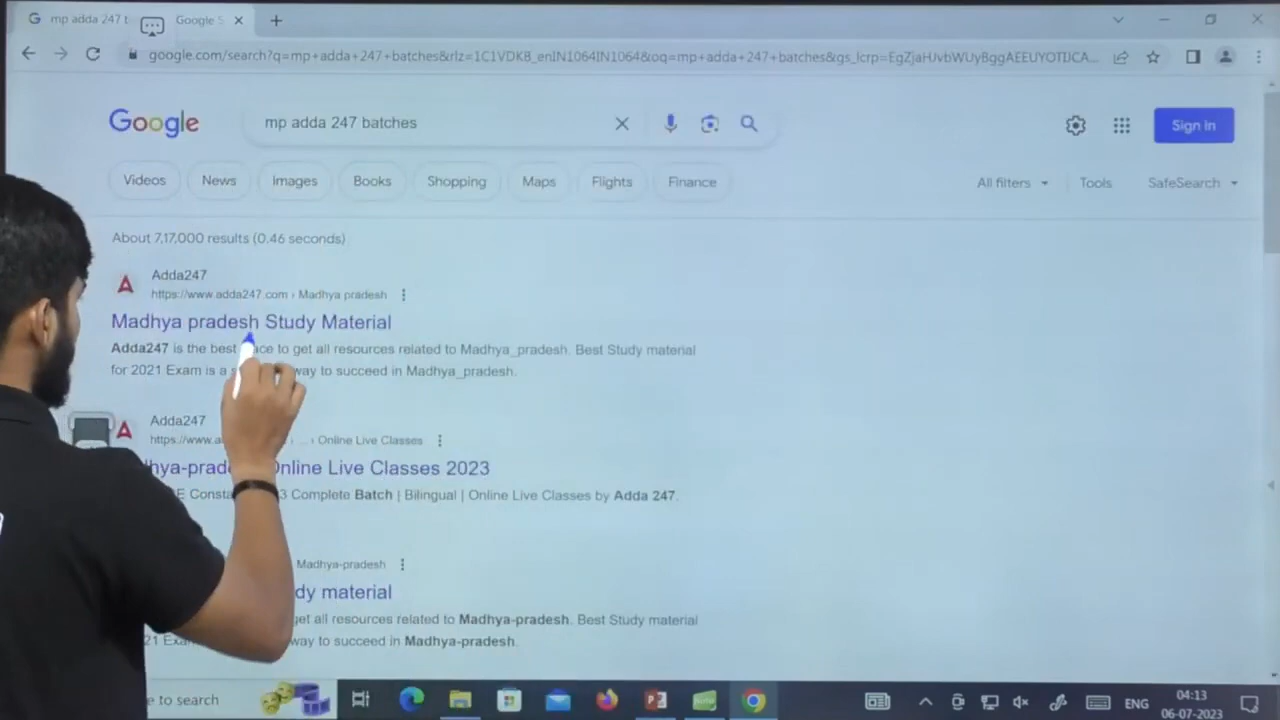 mp adda 247 t
Google S
google.com/search?q=mp+adda+247+batches&rlz=1C1VDKB_enIN1064IN1064&oq=mp+adda+247+batches&gs_lcrp=EgZjaHJvbWUyBggAEEUYOTICA...
Google
mp adda 247 batches
Sign in
Videos
News
Images
Books
Shopping
Maps
Flights
Finance
All filters
Tools
SafeSearch
About 7,17,000 results (0.46 seconds)
Adda247
https://www.adda247.com › Madhya pradesh
Madhya pradesh Study Material
Adda247 is the best to get all resources related to Madhya_pradesh. Best Study material
for 2021 Exam is a way to succeed in Madhya_pradesh.
Adda247
https://www.a › ... › Online Live Classes
Online Live Classes 2023
Complete Batch | Bilingual | Online Live Classes by Adda 247.
Madhya-pradesh
dy material
get all resources related to Madhya-pradesh. Best Study material
way to succeed in Madhya-pradesh.
e to search
ENG
04:13
06-07-2023